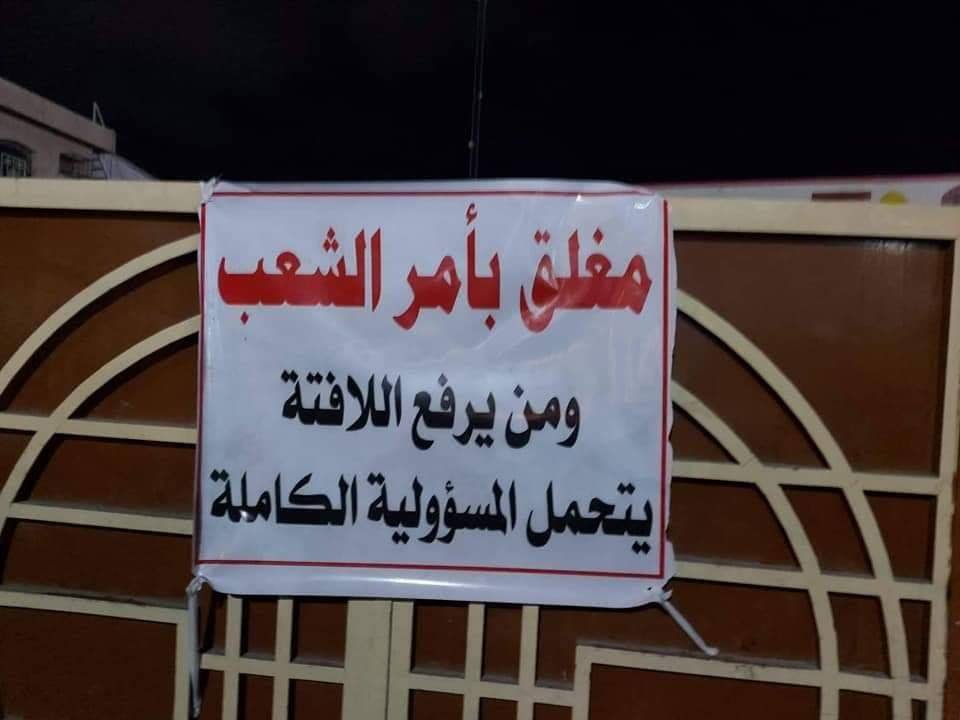 مغلق بأمر الشعب
ومن يرفع اللافتة
يتحمل المسؤولية الكاملة